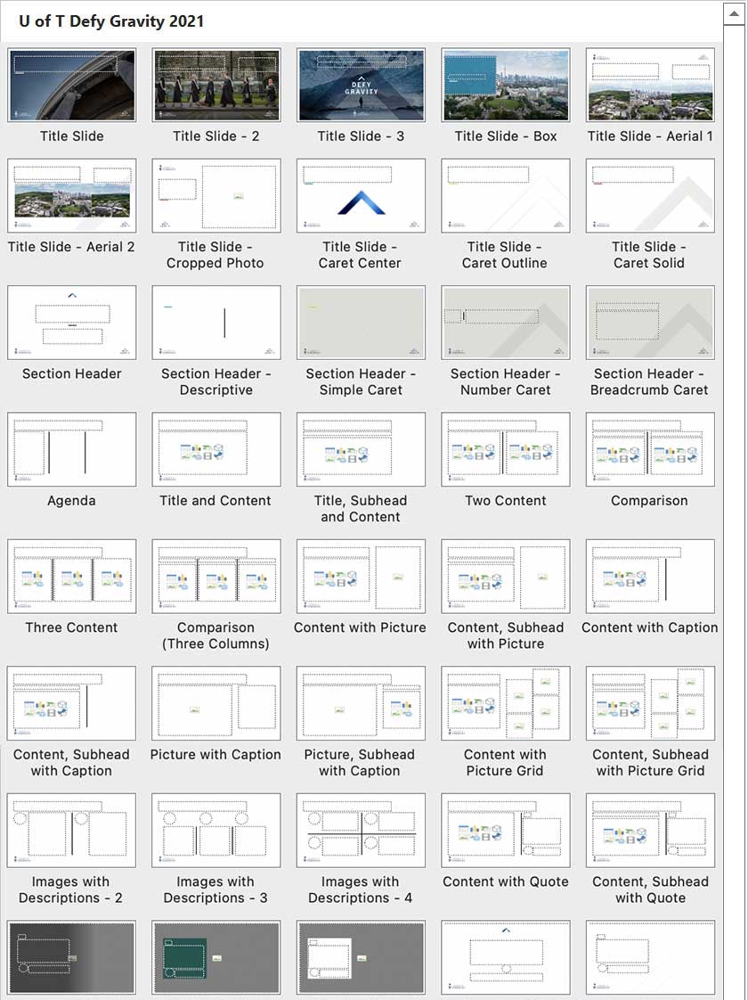 U of T Defy Gravity 2021
DEFY
GRAVITY
Title Slide
Title Slide - 2
Title Slide - 3
Title Slide - Box
Title Slide - Aerial 1
Title Slide - Aerial 2
Title Slide -
Cropped Photo
Title Slide -
Caret Center
Title Slide -
Caret Outline
Title Slide -
Caret Solid
Section Header
Section Header -
Descriptive
Section Header -
Simple Caret
Section Header -
Number Caret
Section Header -
Breadcrumb Caret
Agenda
Title and Content
Title, Subhead
and Content
Two Content
Comparison
Three Content
Comparison
(Three Columns)
Content with Picture
Content, Subhead
with Picture
Content with Caption
Content, Subhead
with Caption
Picture with Caption
Picture, Subhead
with Caption
Content with
Picture Grid
Content, Subhead
with Picture Grid
Images with
Descriptions - 2
Images with
Descriptions - 3
Images with
Descriptions - 4
Content with Quote
Content, Subhead
with Quote